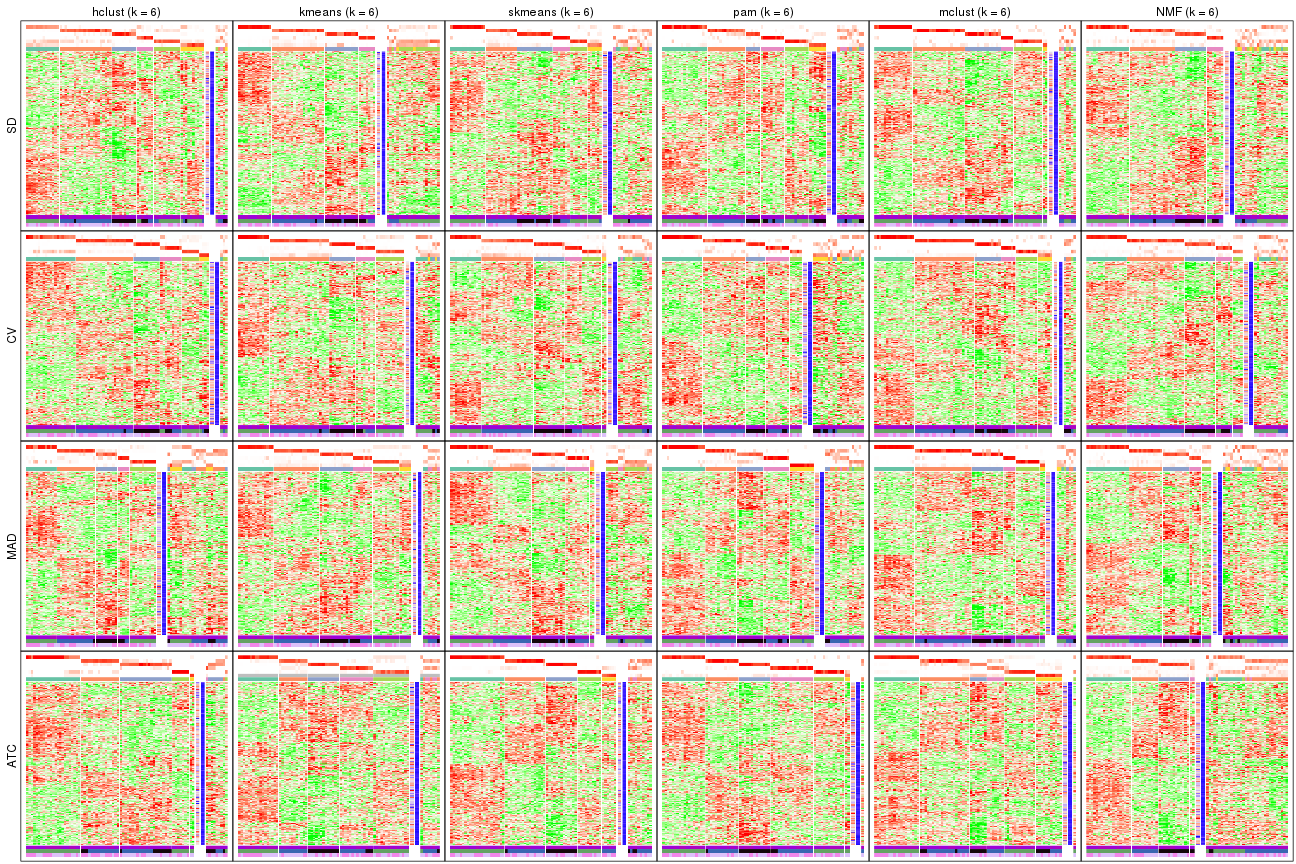 hclust (k = 6) kmeans (k = 6) skmeans (k = 6) pam (k = 6) mclust (k = 6) NMF (k = 6)
SD
CV
MAD
ATC